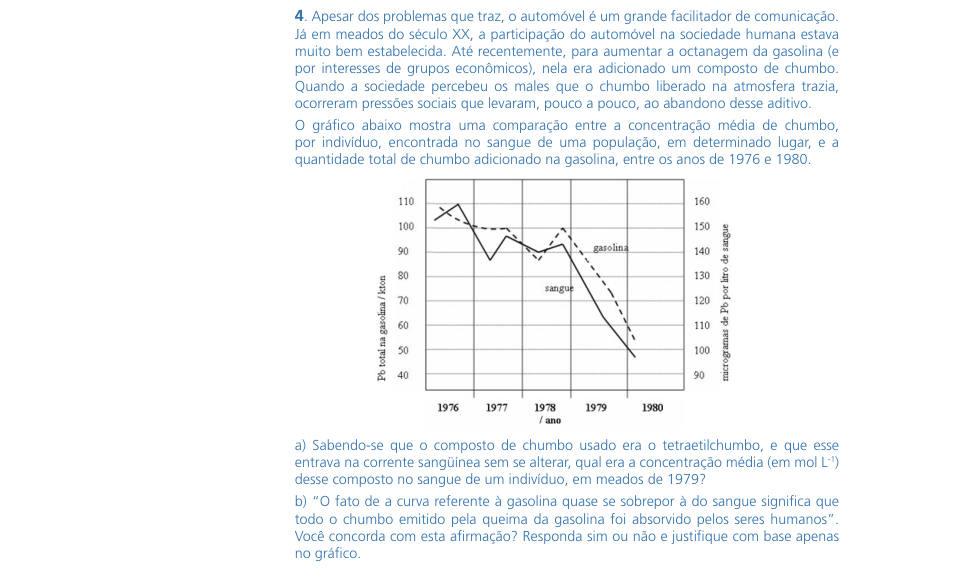 4. Apesar dos problemas que traz, o automóvel é um grande facilitador de comunicação.
Já em meados do século XX, a participação do automóvel na sociedade humana estava
muito bem estabelecida. Até recentemente, para aumentar a octanagem da gasolina (e
por interesses de grupos econômicos), nela era adicionado um composto de chumbo.
Quando a sociedade percebeu os males que o chumbo liberado na atmosfera trazia,
ocorreram pressões sociais que levaram, pouco a pouco, ao abandono desse aditivo.
O gráfico abaixo mostra uma comparação entre a concentração média de chumbo,
por indivíduo, encontrada no sangue de uma população, em determinado lugar, e a
quantidade total de chumbo adicionado na gasolina, entre os anos de 1976 e 1980.
Pb total na gasolina / kton
110
100
90
80
70
60
50
40
gasolina
sangue
160
150
140
130
120
110
100
90
microgramas de Pb por litro de sangue
1976 1977 1978 1979 1980
/ ano
a) Sabendo-se que o composto de chumbo usado era o tetraetilchumbo, e que esse
entrava na corrente sangüínea sem se alterar, qual era a concentração média (em mol L-1)
desse composto no sangue de um indivíduo, em meados de 1979?
b) “O fato de a curva referente à gasolina quase se sobrepor à do sangue significa que
todo o chumbo emitido pela queima da gasolina foi absorvido pelos seres humanos”.
Você concorda com esta afirmação? Responda sim ou não e justifique com base apenas
no gráfico.